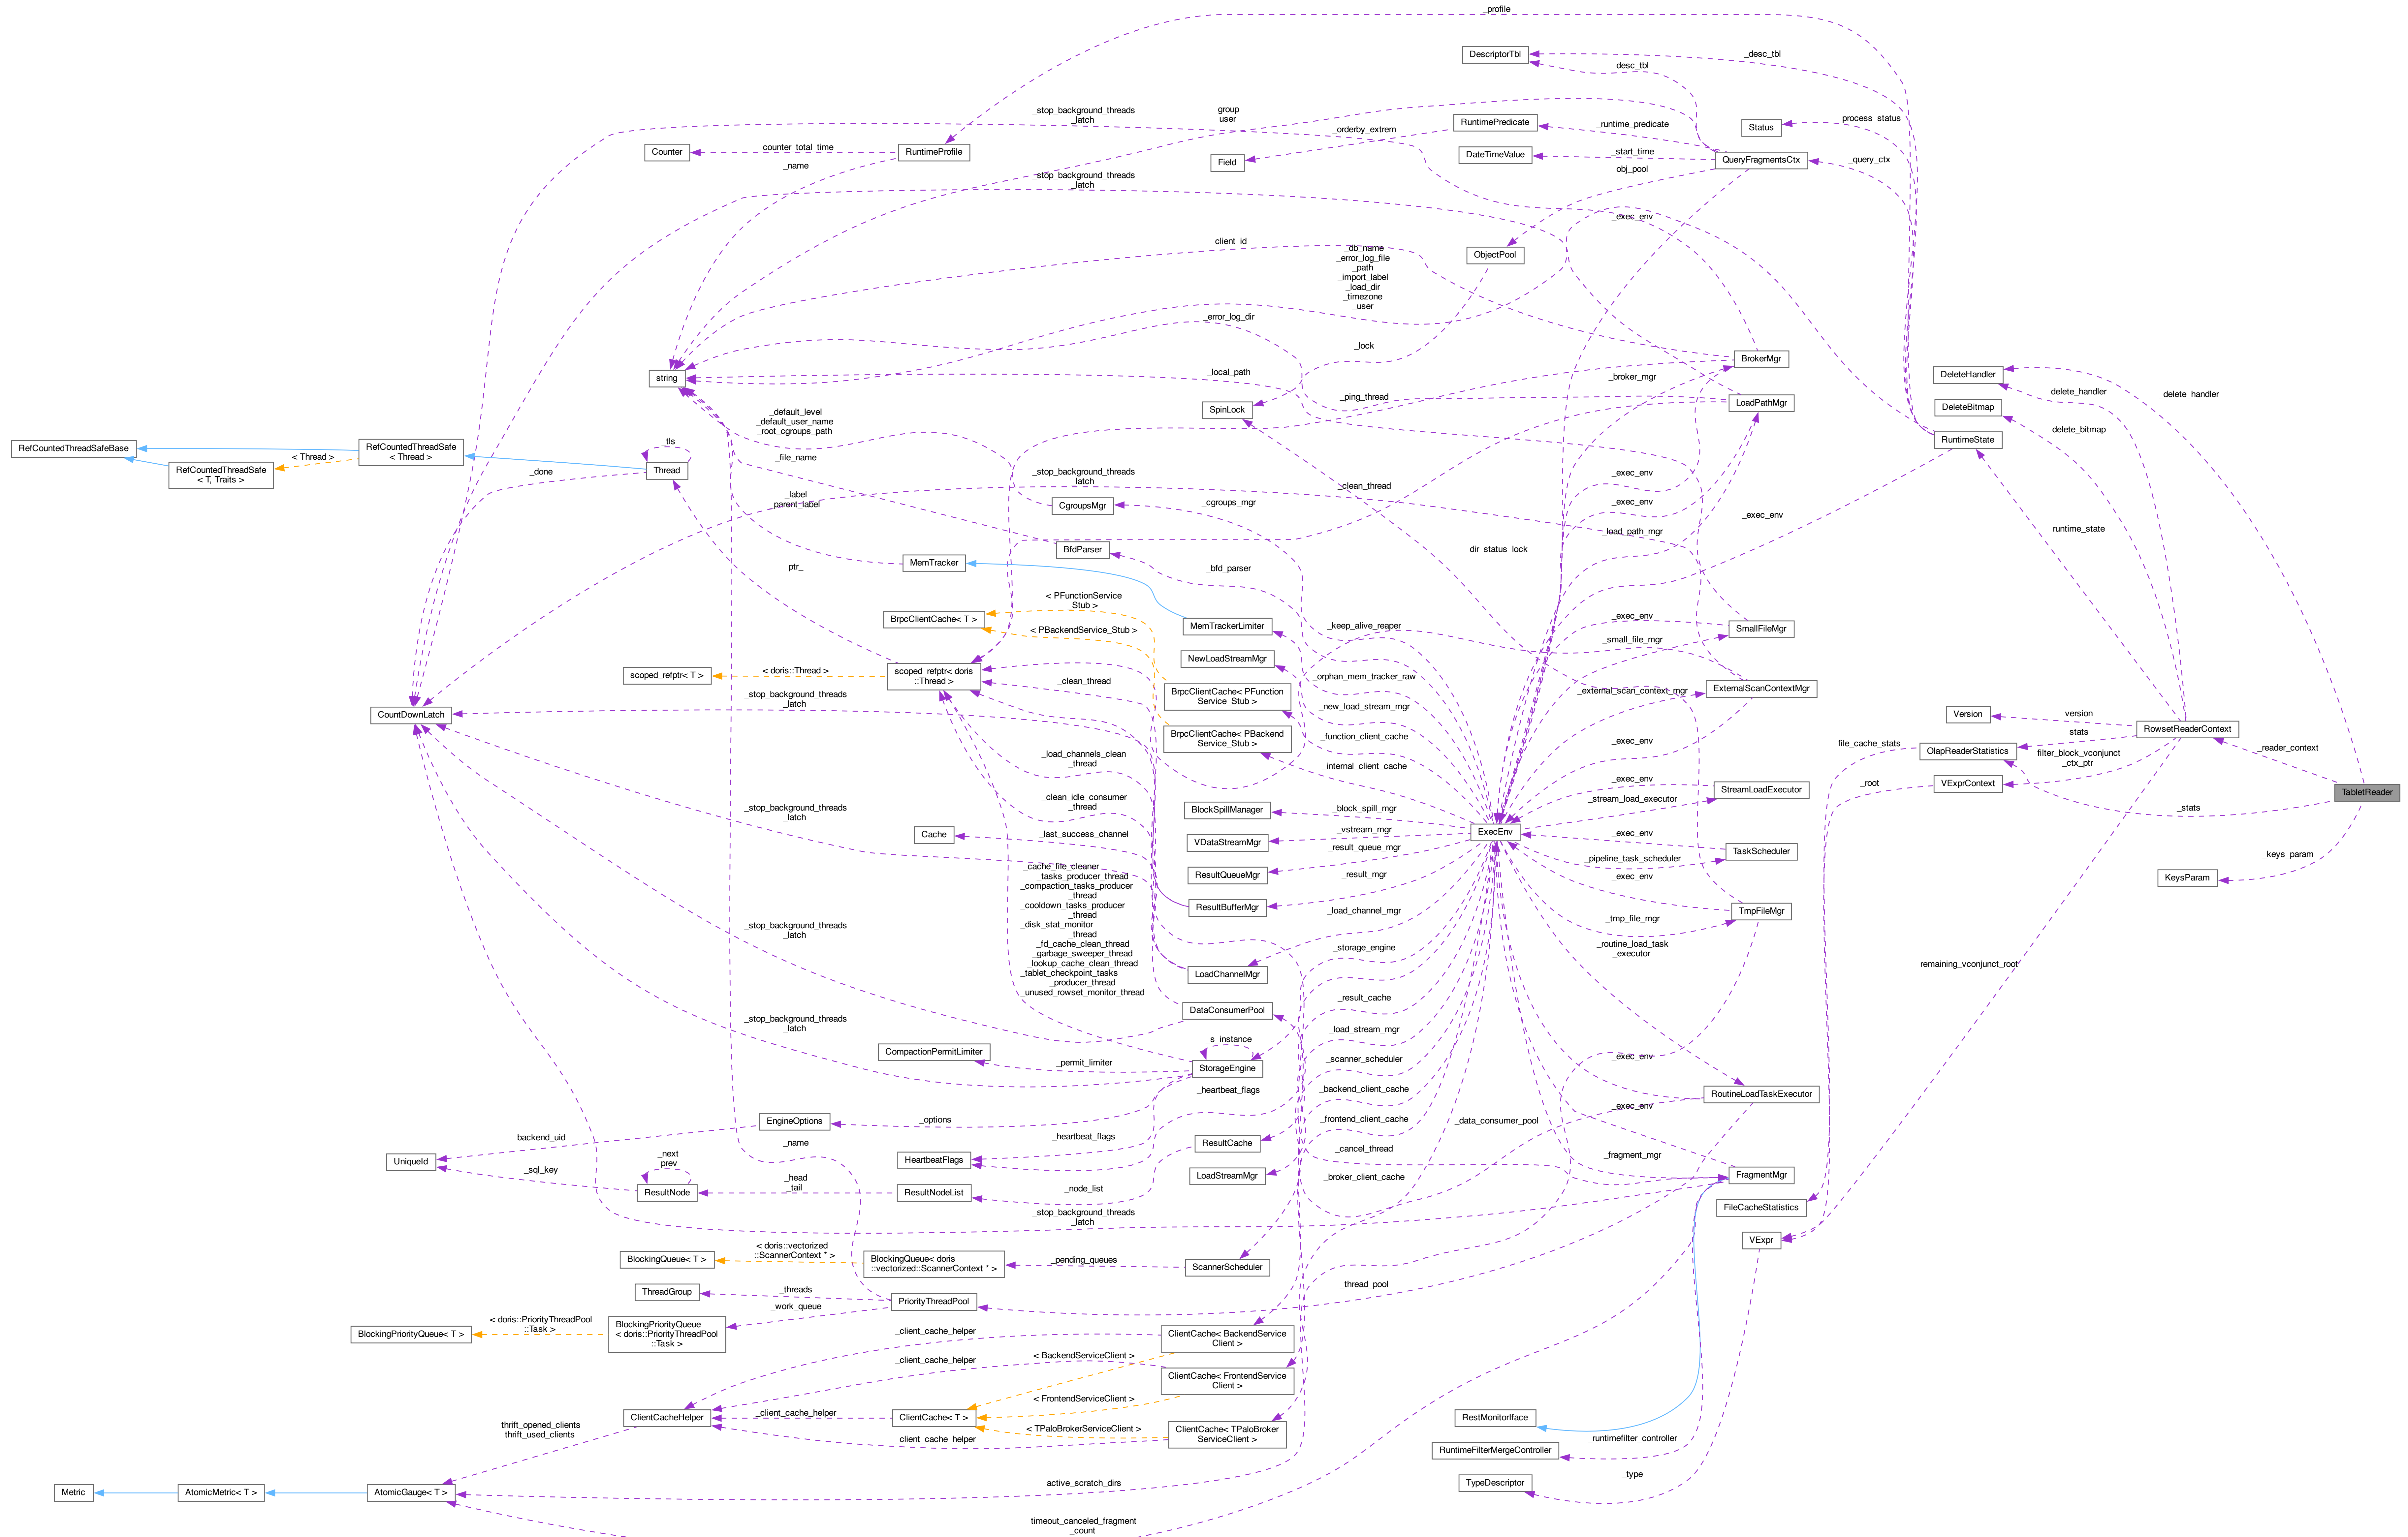 _profile
DescriptorTbl
_desc_tbl
desc_tbl
_stop_background_threads
_latch
group
user
_orderby_extrem
RuntimePredicate
_runtime_predicate
Status
_process_status
Counter
_counter_total_time
RuntimeProfile
Field
DateTimeValue
_start_time
QueryFragmentsCtx
_query_ctx
_name
obj_pool
_stop_background_threads
_latch
_exec_env
_client_id
_db_name
_error_log_file
_path
_import_label
_load_dir
_timezone
_user
ObjectPool
_error_log_dir
_lock
BrokerMgr
string
_local_path
_broker_mgr
DeleteHandler
delete_handler
_delete_handler
_ping_thread
LoadPathMgr
DeleteBitmap
SpinLock
_default_level
_default_user_name
_root_cgroups_path
delete_bitmap
RuntimeState
RefCountedThreadSafeBase
RefCountedThreadSafe
< Thread >
< Thread >
RefCountedThreadSafe
< T, Traits >
_tls
Thread
_done
_file_name
_stop_background_threads
_latch
_exec_env
_clean_thread
_label
_parent_label
CgroupsMgr
_cgroups_mgr
_exec_env
_exec_env
runtime_state
_load_path_mgr
BfdParser
_dir_status_lock
MemTracker
ptr_
_bfd_parser
< PFunctionService
_Stub >
BrpcClientCache< T >
MemTrackerLimiter
_keep_alive_reaper
_exec_env
SmallFileMgr
< PBackendService_Stub >
_small_file_mgr
NewLoadStreamMgr
scoped_refptr< T >
< doris::Thread >
scoped_refptr< doris
::Thread >
_clean_thread
_orphan_mem_tracker_raw
_external_scan_context_mgr
ExternalScanContextMgr
BrpcClientCache< PFunction
Service_Stub >
_stop_background_threads
_latch
_new_load_stream_mgr
CountDownLatch
Version
version
BrpcClientCache< PBackend
Service_Stub >
_function_client_cache
_exec_env
RowsetReaderContext
stats
file_cache_stats
OlapReaderStatistics
filter_block_vconjunct
_ctx_ptr
_reader_context
_load_channels_clean
_thread
_internal_client_cache
_exec_env
_root
VExprContext
StreamLoadExecutor
TabletReader
_clean_idle_consumer
_thread
_stop_background_threads
_latch
BlockSpillManager
_block_spill_mgr
_stream_load_executor
_stats
Cache
_last_success_channel
VDataStreamMgr
_vstream_mgr
ExecEnv
_exec_env
TaskScheduler
_result_queue_mgr
_pipeline_task_scheduler
_keys_param
ResultQueueMgr
_result_mgr
_exec_env
KeysParam
_cache_file_cleaner
_tasks_producer_thread
_compaction_tasks_producer
_thread
_cooldown_tasks_producer
_thread
_disk_stat_monitor
_thread
_fd_cache_clean_thread
_garbage_sweeper_thread
_lookup_cache_clean_thread
_tablet_checkpoint_tasks
_producer_thread
_unused_rowset_monitor_thread
ResultBufferMgr
_load_channel_mgr
_tmp_file_mgr
TmpFileMgr
_stop_background_threads
_latch
_storage_engine
_routine_load_task
_executor
remaining_vconjunct_root
LoadChannelMgr
_result_cache
DataConsumerPool
_stop_background_threads
_latch
_load_stream_mgr
_s_instance
CompactionPermitLimiter
_permit_limiter
StorageEngine
_scanner_scheduler
_exec_env
_heartbeat_flags
_backend_client_cache
RoutineLoadTaskExecutor
_exec_env
EngineOptions
_options
_frontend_client_cache
_data_consumer_pool
backend_uid
_heartbeat_flags
_name
ResultCache
_cancel_thread
UniqueId
_sql_key
_next
_prev
HeartbeatFlags
_fragment_mgr
FragmentMgr
LoadStreamMgr
_broker_client_cache
ResultNode
_head
_tail
ResultNodeList
_node_list
FileCacheStatistics
_stop_background_threads
_latch
VExpr
BlockingQueue< T >
< doris::vectorized
::ScannerContext * >
BlockingQueue< doris
::vectorized::ScannerContext * >
_pending_queues
ScannerScheduler
ThreadGroup
_threads
PriorityThreadPool
_thread_pool
_work_queue
BlockingPriorityQueue< T >
< doris::PriorityThreadPool
::Task >
BlockingPriorityQueue
< doris::PriorityThreadPool
::Task >
_client_cache_helper
ClientCache< BackendService
Client >
_client_cache_helper
< BackendServiceClient >
ClientCache< FrontendService
Client >
< FrontendServiceClient >
ClientCacheHelper
_client_cache_helper
ClientCache< T >
thrift_opened_clients
thrift_used_clients
< TPaloBrokerServiceClient >
ClientCache< TPaloBroker
ServiceClient >
_client_cache_helper
RestMonitorIface
_runtimefilter_controller
RuntimeFilterMergeController
_type
TypeDescriptor
active_scratch_dirs
Metric
AtomicMetric< T >
AtomicGauge< T >
timeout_canceled_fragment
_count